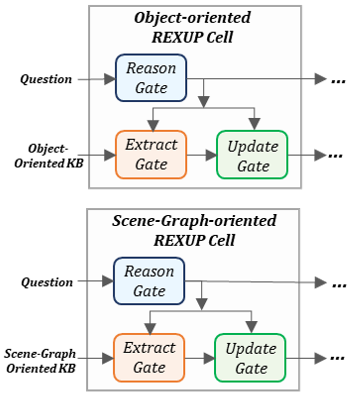 Object-oriented
REXUP Cell
Question
Reason
Gate
...
Object-
Oriented KB
Extract
Gate
Update
Gate
...
Scene-Graph-oriented
REXUP Cell
Question
Reason
Gate
...
Scene-Graph
Oriented KB
Extract
Gate
Update
Gate
...